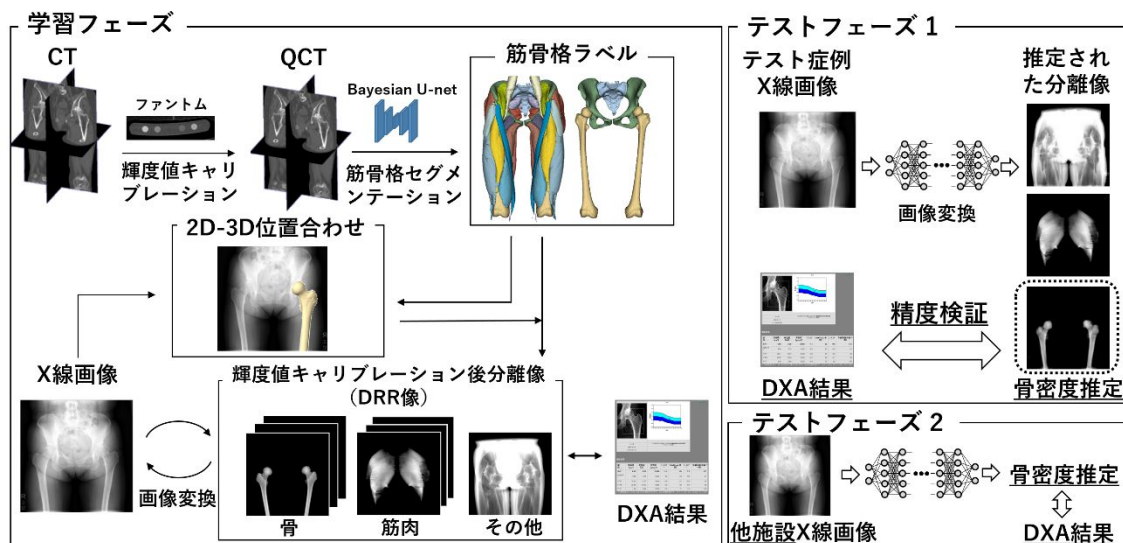 学習フェーズ
CT
QCT
ファントム
輝度値キャリ
ブレーション
Bayesian U-net
筋骨格セグメ
ンテーション
筋骨格ラベル
2D-3D位置合わせ
X線画像
画像変換
輝度値キャリブレーション後分離像
（DRR像）
骨
筋肉
その他
DXA結果
テストフェーズ 1
テスト症例
X線画像
画像変換
推定され
た分離像
精度検証
DXA結果
骨密度推定
テストフェーズ 2
他施設X線画像
骨密度推定
DXA結果